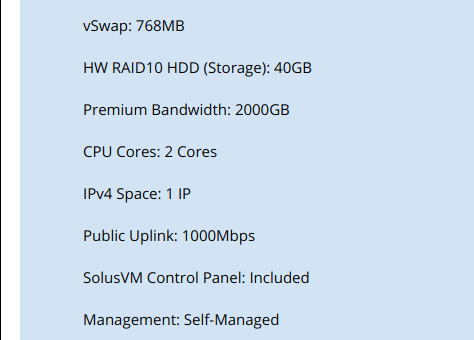 vSwap: 768MB
HW RAID10 HDD (Storage): 40GB
Premium Bandwidth: 2000GB
CPU Cores: 2 Cores
IPv4 Space: 1 IP
Public Uplink: 1000Mbps
SolusVM Control Panel: Included
Management: Self-Managed